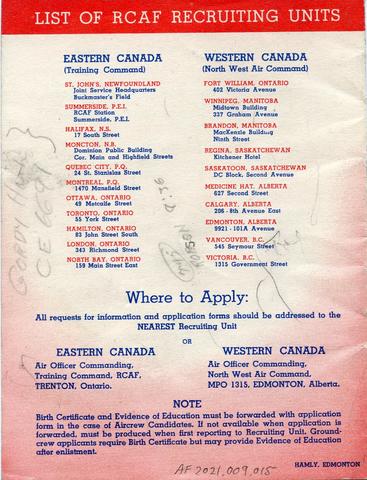 LIST OF RCAF RECRUITING UNITS
EASTERN CANADA
(Training Command)
ST. JOHN'S, NEWFOUNDLAND
Joint Service Headquarters
Buckmaster's Field
SUMMERSIDE, P.E.I.
RCAF Station
Summerside, P.E.I.
HALIFAX, N.S.
17 South Street
MONCTON, N.B.
Dominion Public Building
Cor. Main and Highfield Streets
QUEBEC CITY, P.Q.
24 St. Stanislas Street
MONTREAL, P.Q.
1470 Mansfield Street
OTTAWA, ONTARIO
49 Metcalfe Street
TORONTO, ONTARIO
55 York Street
HAMILTON, ONTARIO
83 John Street South
LONDON, ONTARIO
343 Richmond Street
NORTH BAY, ONTARIO
159 Main Street East
WESTERN CANADA
(North West Air Command)
FORT WILLIAM, ONTARIO
402 Victoria Avenue
WINNIPEG, MANITOBA
Midtown Building
337 Graham Avenue
BRANDON, MANITOBA
MacKenzie Building
Ninth Street
REGINA, SASKATCHEWAN
Kitchener Hotel
SASKATOON, SASKATCHEWAN
DC Block, Second Avenue
MEDICINE HAT, ALBERTA
627 Second Street
CALGARY, ALBERTA
206 - 8th Avenue East
EDMONTON, ALBERTA
9921 - 101A Avenue
VANCOUVER, B.C.
545 Seymour Street
VICTORIA, B.C.
1315 Government Street
Where to Apply:
All requests for information and application forms should be addressed to the
NEAREST Recruiting Unit
OR
EASTERN CANADA
Air Officer Commanding,
Training Command, RCAF,
TRENTON, Ontario.
WESTERN CANADA
Air Officer Commanding,
North West Air Command,
MPO 1315, EDMONTON, Alberta.
NOTE
Birth Certificate and Evidence of Education must be forwarded with application
form in the case of Aircrew Candidates. If not available when application is
forwarded, must be produced when first reporting to Recruiting Unit. Ground-
crew applicants require Birth Certificate but may provide Evidence of Education
after enlistment.
HAMLY, EDMONTON
AF2021.009.015